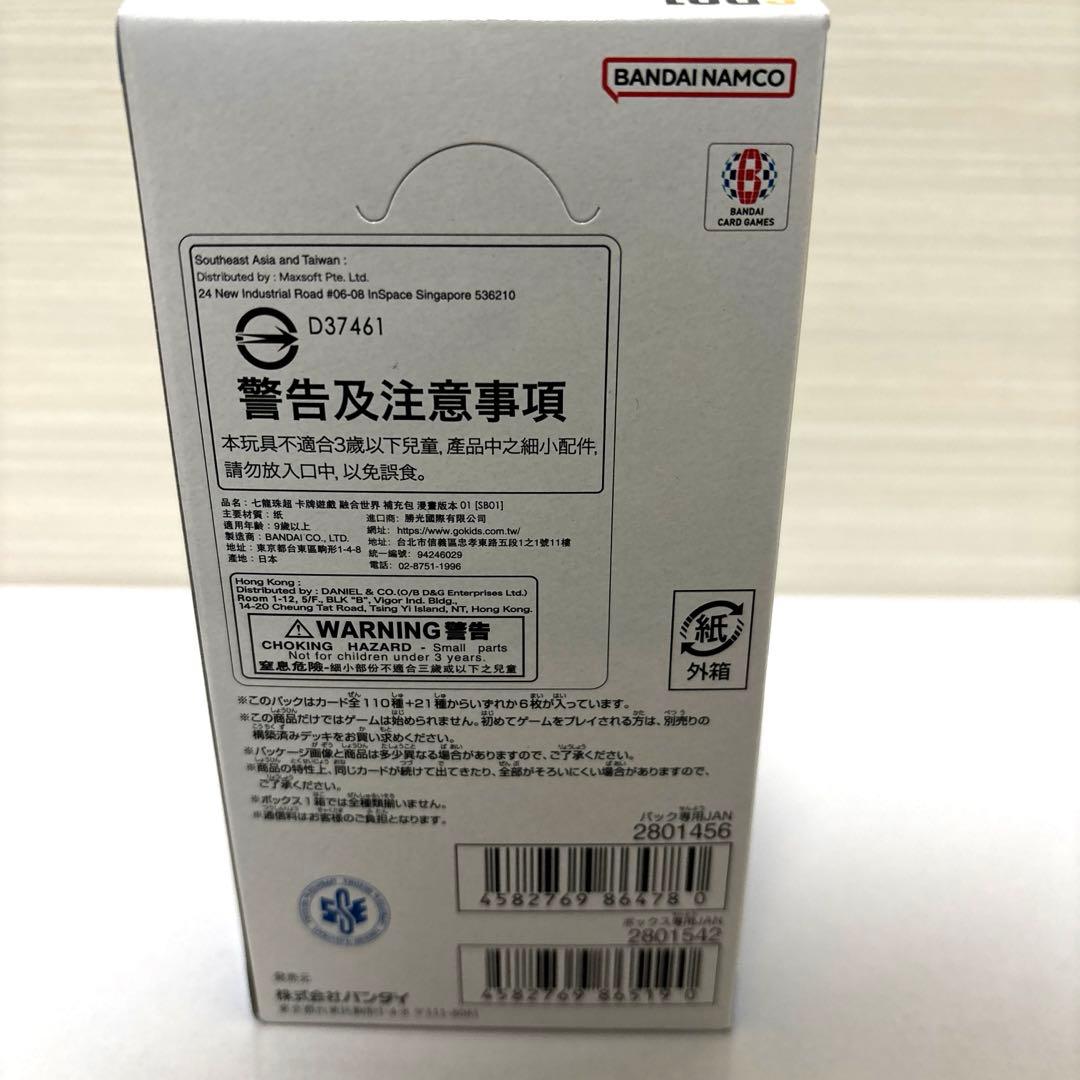 BANDAI NAMCO
B
BANDAI
CARD GAMES
Southeast Asia and Taiwan :
Distributed by : Maxsoft Pte. Ltd.
24 New Industrial Road #06-08 InSpace Singapore 536210
D37461
警告及注意事項
本玩具不適合3歲以下兒童, 產品中之細小配件,
請勿放入口中, 以免誤食。
品名: 七龍珠超 卡牌遊戲 融合世界 補充包 漫畫版本 01 [SB01]
主要材質: 紙
適用年齡: 9歲以上
製造商: BANDAI CO., LTD.
地址: 東京都台東區駒形1-4-8
產地: 日本
進口商: 勝光國際有限公司
網址: https://www.gokids.com.tw/
地址: 台北市信義區忠孝東路五段1之1號11樓
統一編號: 94246029
電話: 02-8751-1996
Hong Kong :
Distributed by : DANIEL & CO.(O/B D&G Enterprises Ltd.)
Room 1-12, 5/F., BLK "B", Vigor Ind. Bldg.,
14-20 Cheung Tat Road, Tsing Yi Island, NT, Hong Kong.
WARNING 警告
CHOKING HAZARD - Small parts
Not for children under 3 years.
窒息危險-細小部份不適合三歲或以下之兒童
紙
外箱
※このパックはカード全110種+21種からいずれか6枚が入っています。
※この商品だけではゲームは始められません。初めてゲームをプレイされる方は、別売りの
構築済みデッキをお買い求めください。
※パッケージ画像と商品は多少異なる場合がありますので、ご了承ください。
※商品の特性上、同じカードが続けて出てきたり、全部がそろいにくい場合がありますので、
ご了承ください。
※ボックス1箱では全種類揃いません。
※通信料はお客様のご負担となります。
パック専用JAN
2801456
4582769 86478 0
ボックス専用JAN
2801542
4582769 86519 0
発売元
株式会社バンダイ
東京都台東区駒形1-4-8 〒111-8081